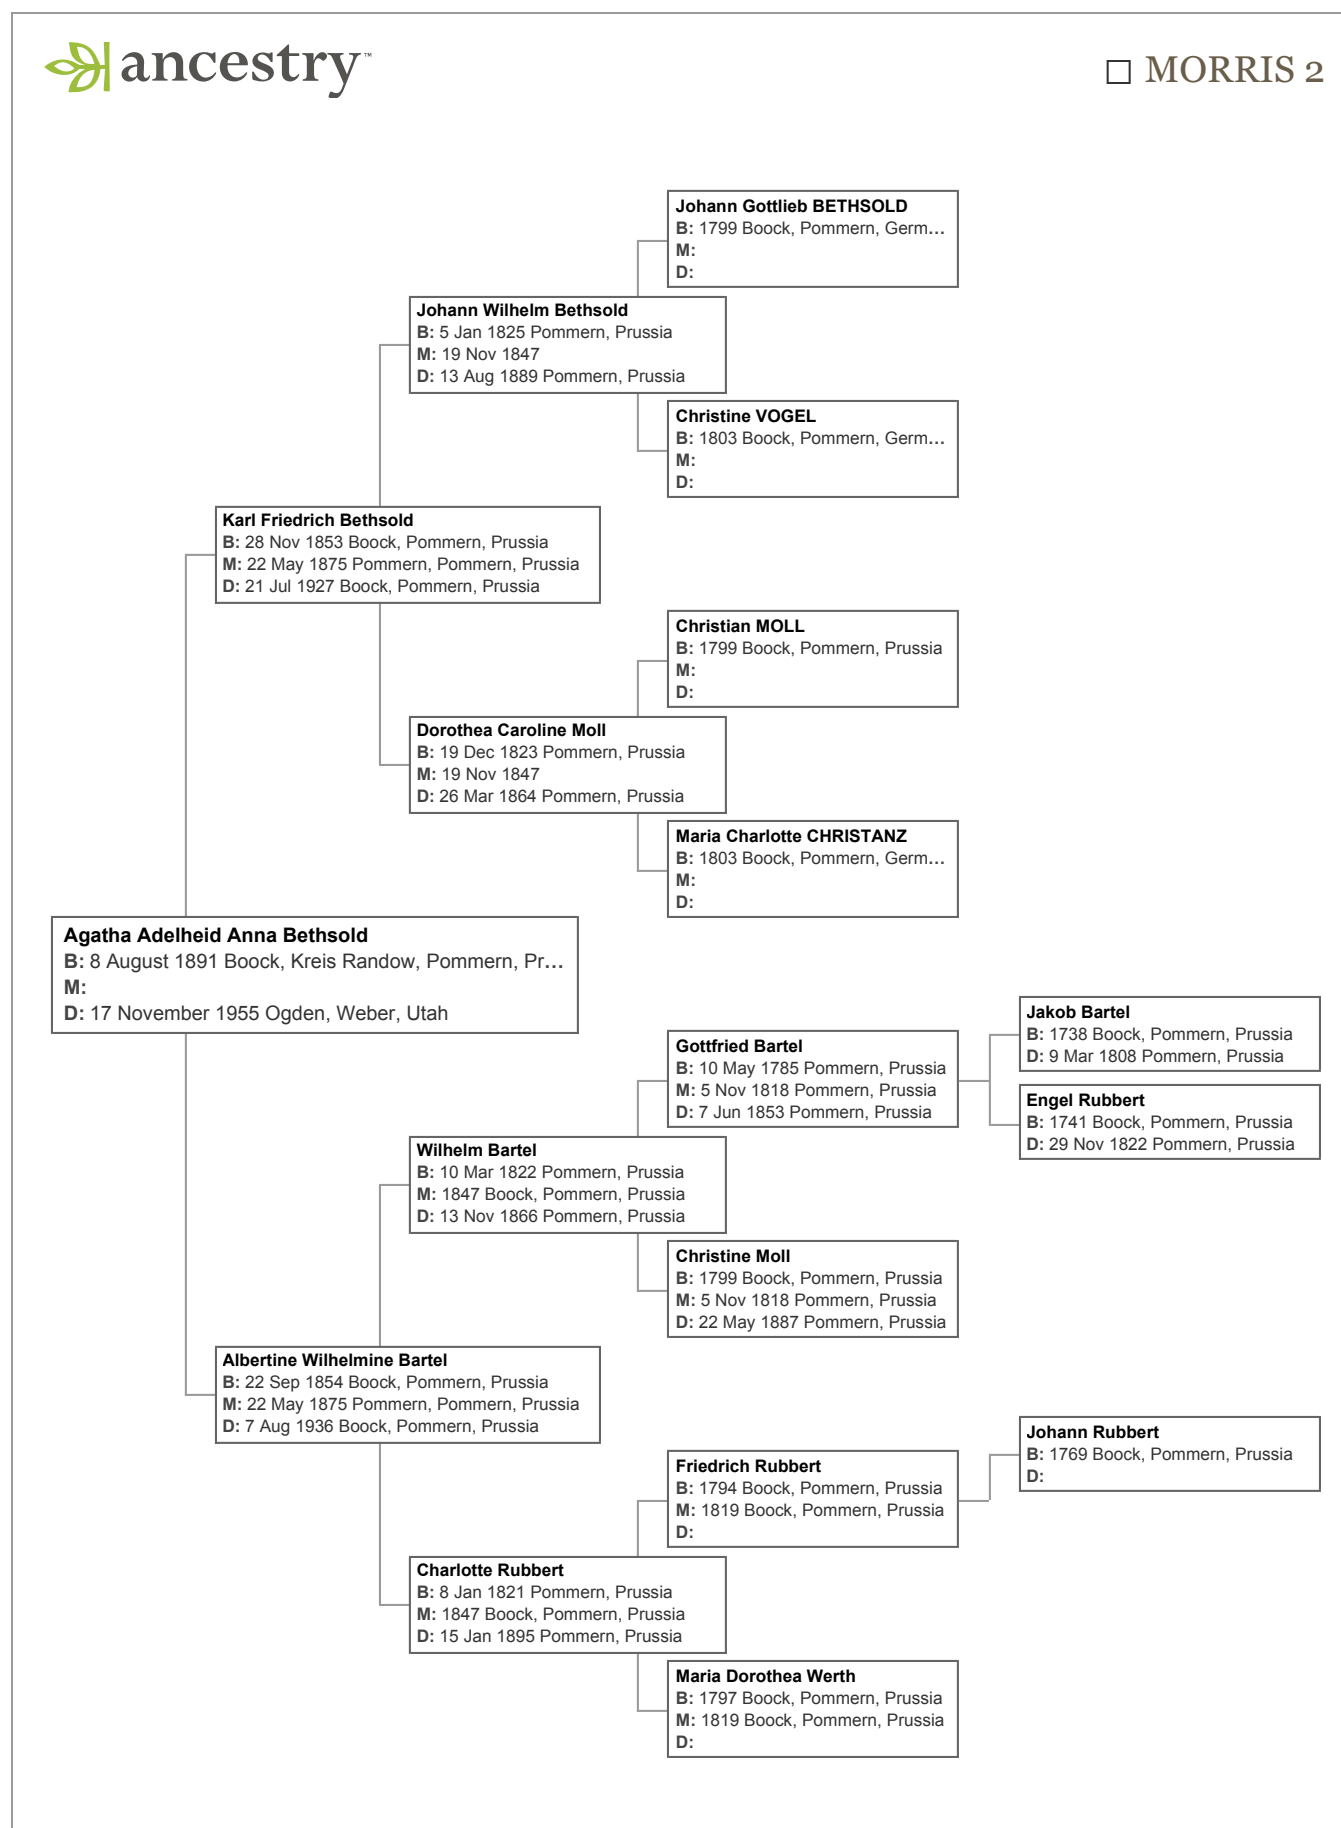 ancestry™
☐ MORRIS 2
Johann Gottlieb BETHSOLD
B: 1799 Boock, Pommern, Germ...
M:
D:
Johann Wilhelm Bethsold
B: 5 Jan 1825 Pommern, Prussia
M: 19 Nov 1847
D: 13 Aug 1889 Pommern, Prussia
Christine VOGEL
B: 1803 Boock, Pommern, Germ...
M:
D:
Karl Friedrich Bethsold
B: 28 Nov 1853 Boock, Pommern, Prussia
M: 22 May 1875 Pommern, Pommern, Prussia
D: 21 Jul 1927 Boock, Pommern, Prussia
Christian MOLL
B: 1799 Boock, Pommern, Prussia
M:
D:
Dorothea Caroline Moll
B: 19 Dec 1823 Pommern, Prussia
M: 19 Nov 1847
D: 26 Mar 1864 Pommern, Prussia
Maria Charlotte CHRISTANZ
B: 1803 Boock, Pommern, Germ...
M:
D:
Agatha Adelheid Anna Bethsold
B: 8 August 1891 Boock, Kreis Randow, Pommern, Pr...
M:
D: 17 November 1955 Ogden, Weber, Utah
Jakob Bartel
B: 1738 Boock, Pommern, Prussia
D: 9 Mar 1808 Pommern, Prussia
Gottfried Bartel
B: 10 May 1785 Pommern, Prussia
M: 5 Nov 1818 Pommern, Prussia
D: 7 Jun 1853 Pommern, Prussia
Engel Rubbert
B: 1741 Boock, Pommern, Prussia
D: 29 Nov 1822 Pommern, Prussia
Wilhelm Bartel
B: 10 Mar 1822 Pommern, Prussia
M: 1847 Boock, Pommern, Prussia
D: 13 Nov 1866 Pommern, Prussia
Christine Moll
B: 1799 Boock, Pommern, Prussia
M: 5 Nov 1818 Pommern, Prussia
D: 22 May 1887 Pommern, Prussia
Albertine Wilhelmine Bartel
B: 22 Sep 1854 Boock, Pommern, Prussia
M: 22 May 1875 Pommern, Pommern, Prussia
D: 7 Aug 1936 Boock, Pommern, Prussia
Johann Rubbert
B: 1769 Boock, Pommern, Prussia
D:
Friedrich Rubbert
B: 1794 Boock, Pommern, Prussia
M: 1819 Boock, Pommern, Prussia
D:
Charlotte Rubbert
B: 8 Jan 1821 Pommern, Prussia
M: 1847 Boock, Pommern, Prussia
D: 15 Jan 1895 Pommern, Prussia
Maria Dorothea Werth
B: 1797 Boock, Pommern, Prussia
M: 1819 Boock, Pommern, Prussia
D: